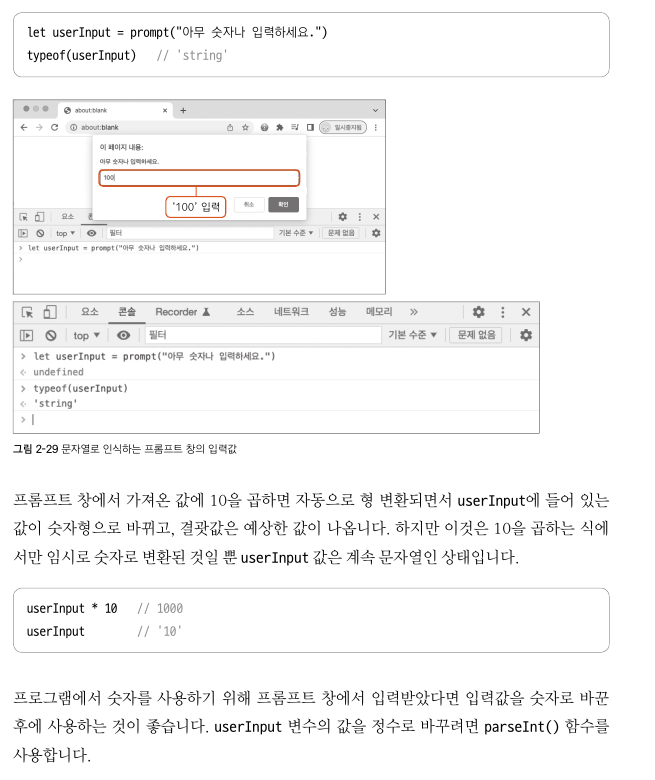 let userInput = prompt("아무 숫자나 입력하세요.")
typeof(userInput) // 'string'
about:blank
about:blank
일시중지됨
이 페이지 내용:
아무 숫자나 입력하세요.
100
'100' 입력
취소 확인
요소 콘
top 필터 기본 수준 문제 없음
> let userInput = prompt("아무 숫자나 입력하세요.")
>
요소 콘솔 Recorder 소스 네트워크 성능 메모리 >>
top 필터 기본 수준 문제 없음
> let userInput = prompt("아무 숫자나 입력하세요.")
< undefined
> typeof(userInput)
< 'string'
>
그림 2-29 문자열로 인식하는 프롬프트 창의 입력값
프롬프트 창에서 가져온 값에 10을 곱하면 자동으로 형 변환되면서 userInput에 들어 있는
값이 숫자형으로 바뀌고, 결괏값은 예상한 값이 나옵니다. 하지만 이것은 10을 곱하는 식에
서만 임시로 숫자로 변환된 것일 뿐 userInput 값은 계속 문자열인 상태입니다.
userInput * 10 // 1000
userInput // '10'
프로그램에서 숫자를 사용하기 위해 프롬프트 창에서 입력받았다면 입력값을 숫자로 바꾼
후에 사용하는 것이 좋습니다. userInput 변수의 값을 정수로 바꾸려면 parseInt() 함수를
사용합니다.